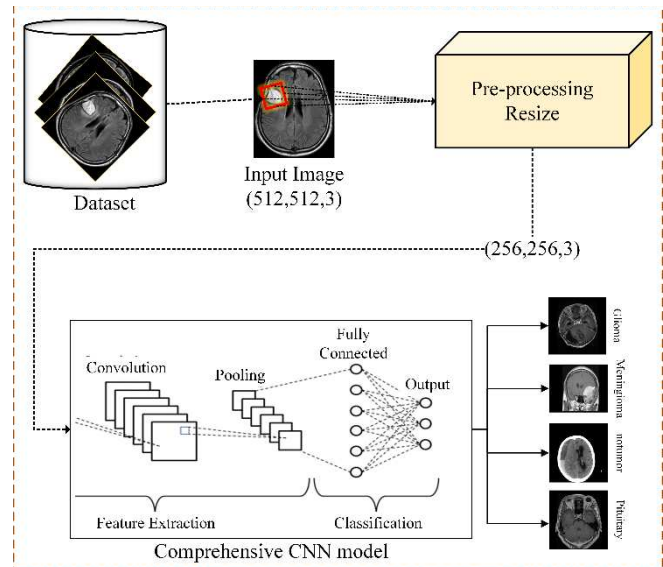 Dataset
Input Image
(512,512,3)
Pre-processing
Resize
(256,256,3)
Convolution
Pooling
Fully
Connected
Output
Feature Extraction
Classification
Comprehensive CNN model
Glioma
Meningioma
notumor
Pituitary